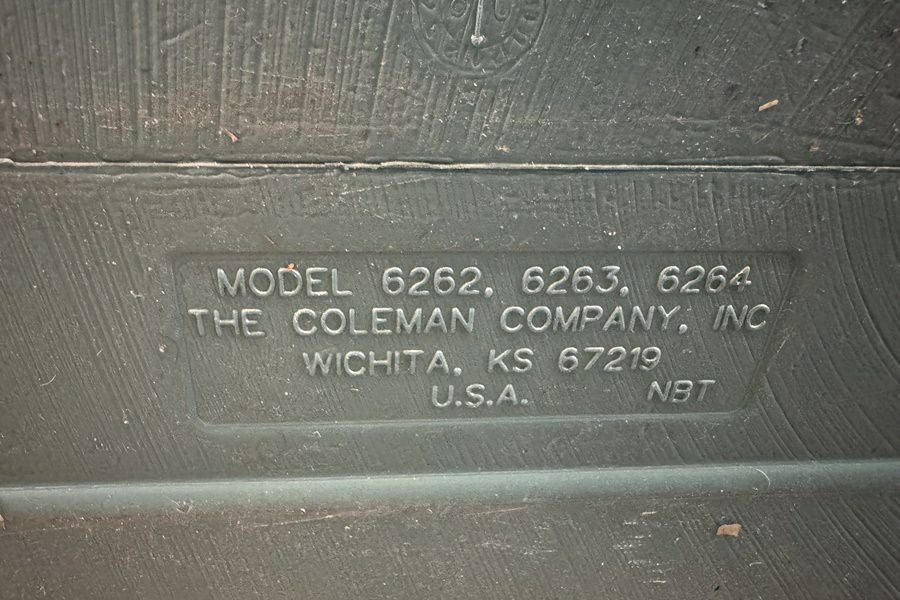 MODEL 6262, 6263, 6264
THE COLEMAN COMPANY, INC
WICHITA, KS 67219
U.S.A. NBT